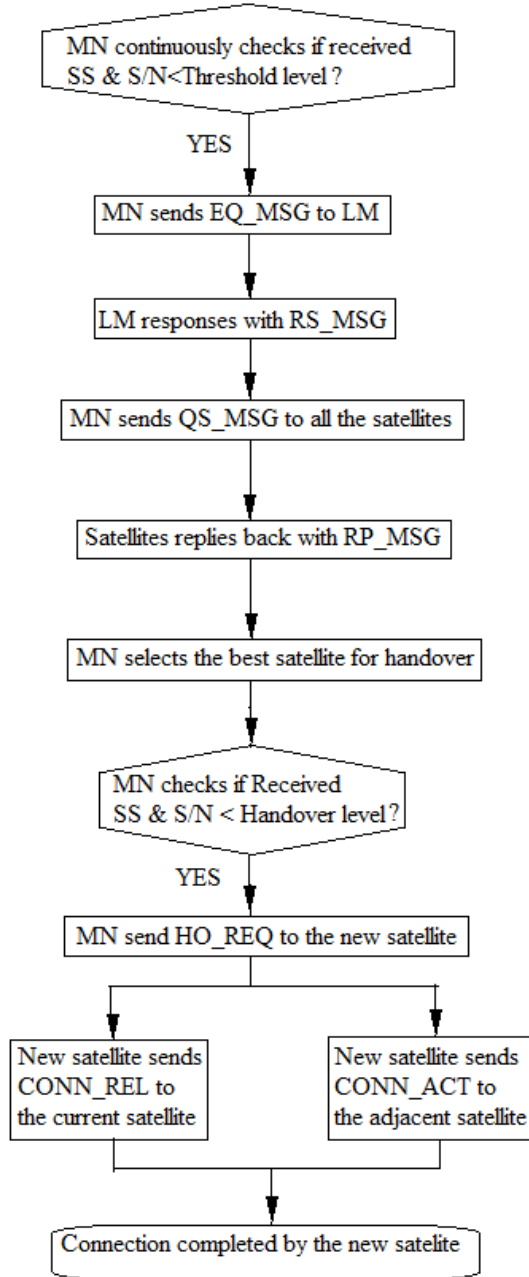 MN continuously checks if received
SS & S/N<Threshold level ?
YES
MN sends EQ_MSG to LM
LM responses with RS_MSG
MN sends QS_MSG to all the satellites
Satellites replies back with RP_MSG
MN selects the best satellite for handover
MN checks if Received
SS & S/N < Handover level ?
YES
MN send HO_REQ to the new satellite
New satellite sends
CONN_REL to
the current satellite
New satellite sends
CONN_ACT to
the adjacent satellite
Connection completed by the new satelite